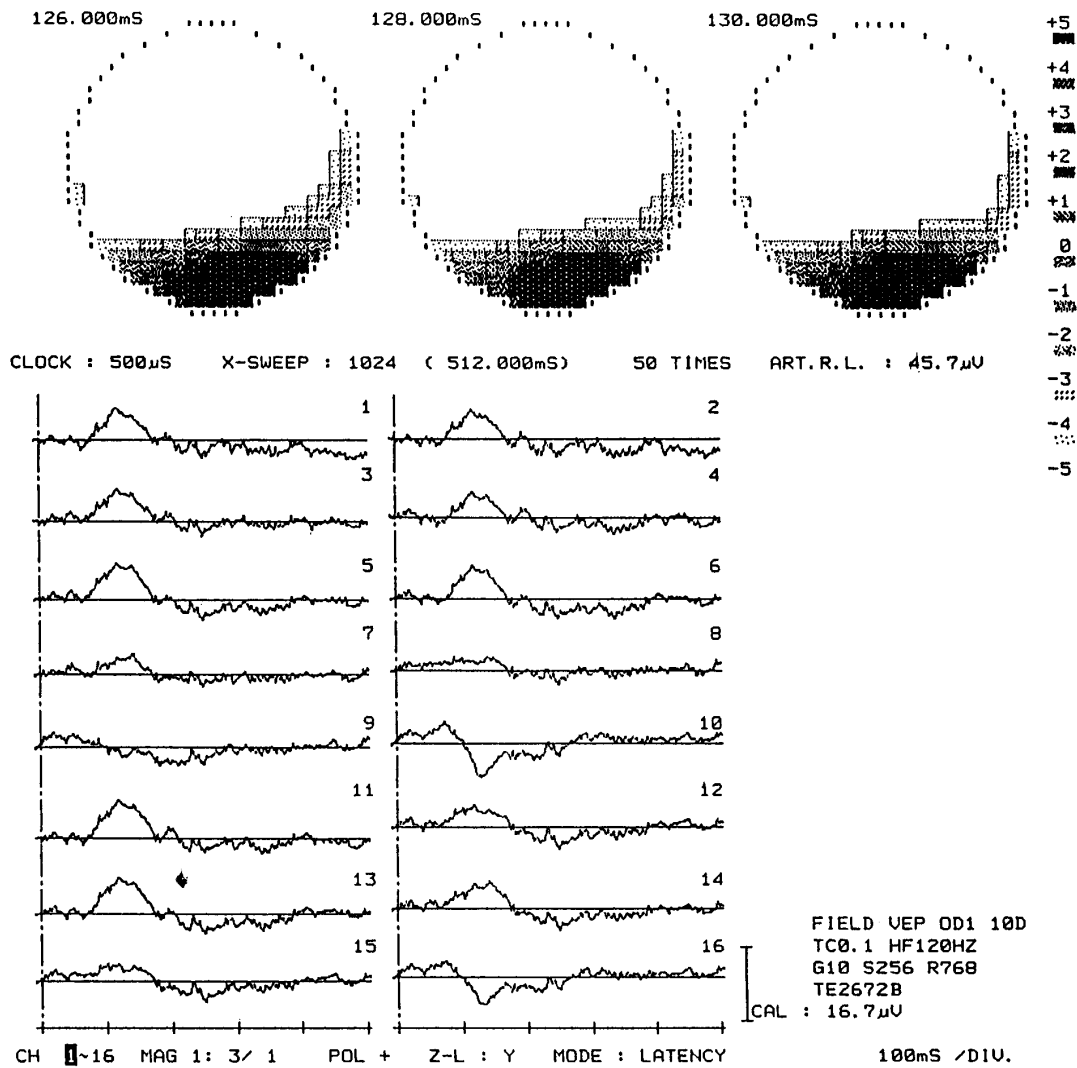 126.000mS 128.000mS 130.000mS
+5
+4
+3
+2
+1
0
-1
-2
-3
-4
-5
CLOCK : 500µS X-SWEEP : 1024 ( 512.000mS) 50 TIMES ART.R.L. : 45.7µV
1 2
3 4
5 6
7 8
9 10
11 12
13 14
15 16
FIELD VEP OD1 10D
TC0.1 HF120HZ
G10 S256 R768
TE2672B
CAL : 16.7µV
CH 1~16 MAG 1: 3/ 1 POL + Z-L : Y MODE : LATENCY 100mS /DIV.